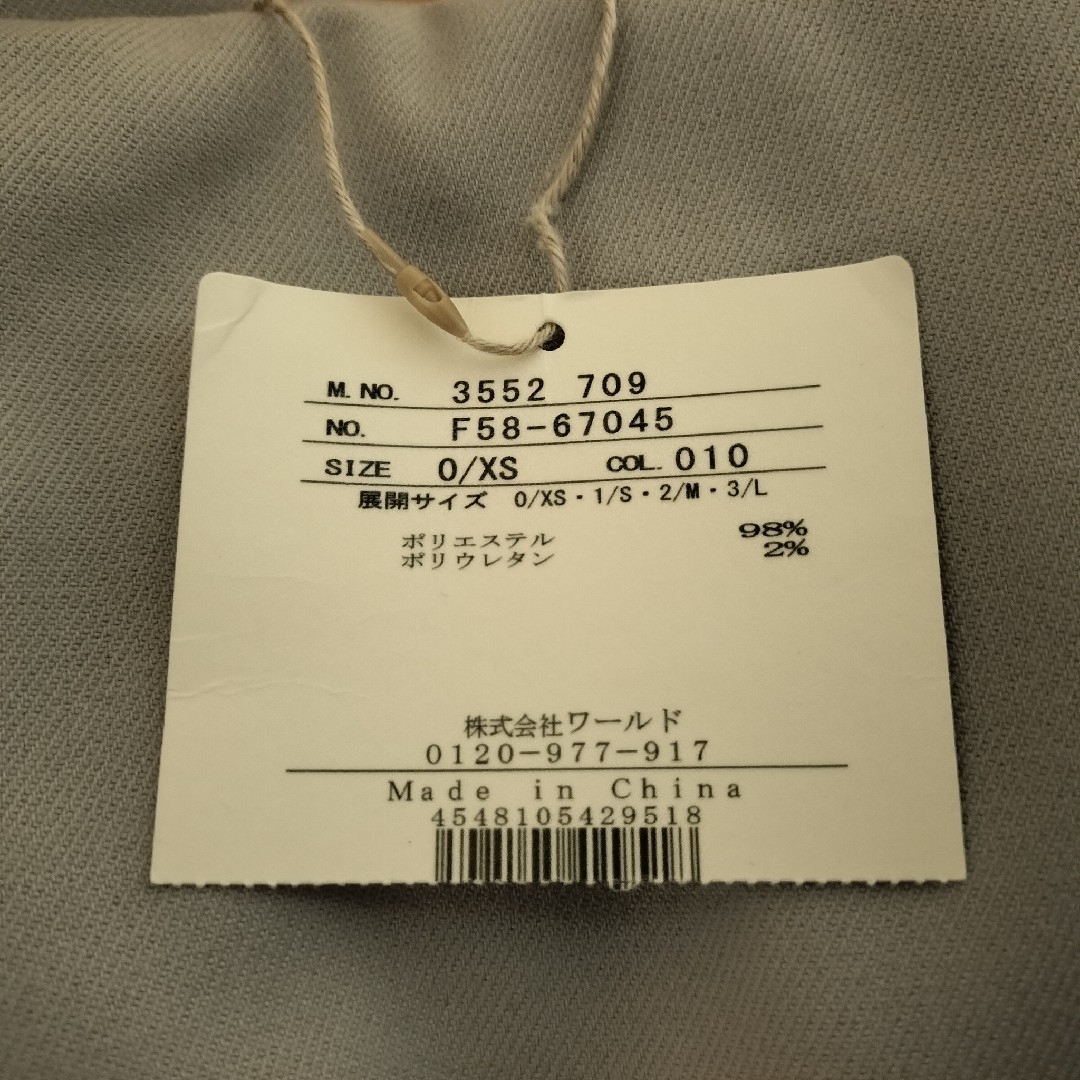 M. NO. 3552 709
NO. F58-67045
SIZE 0/XS COL. 010
展開サイズ 0/XS・1/S・2/M・3/L
ポリエステル 98%
ポリウレタン 2%
株式会社ワールド
0120-977-917
Made in China
4548105429518